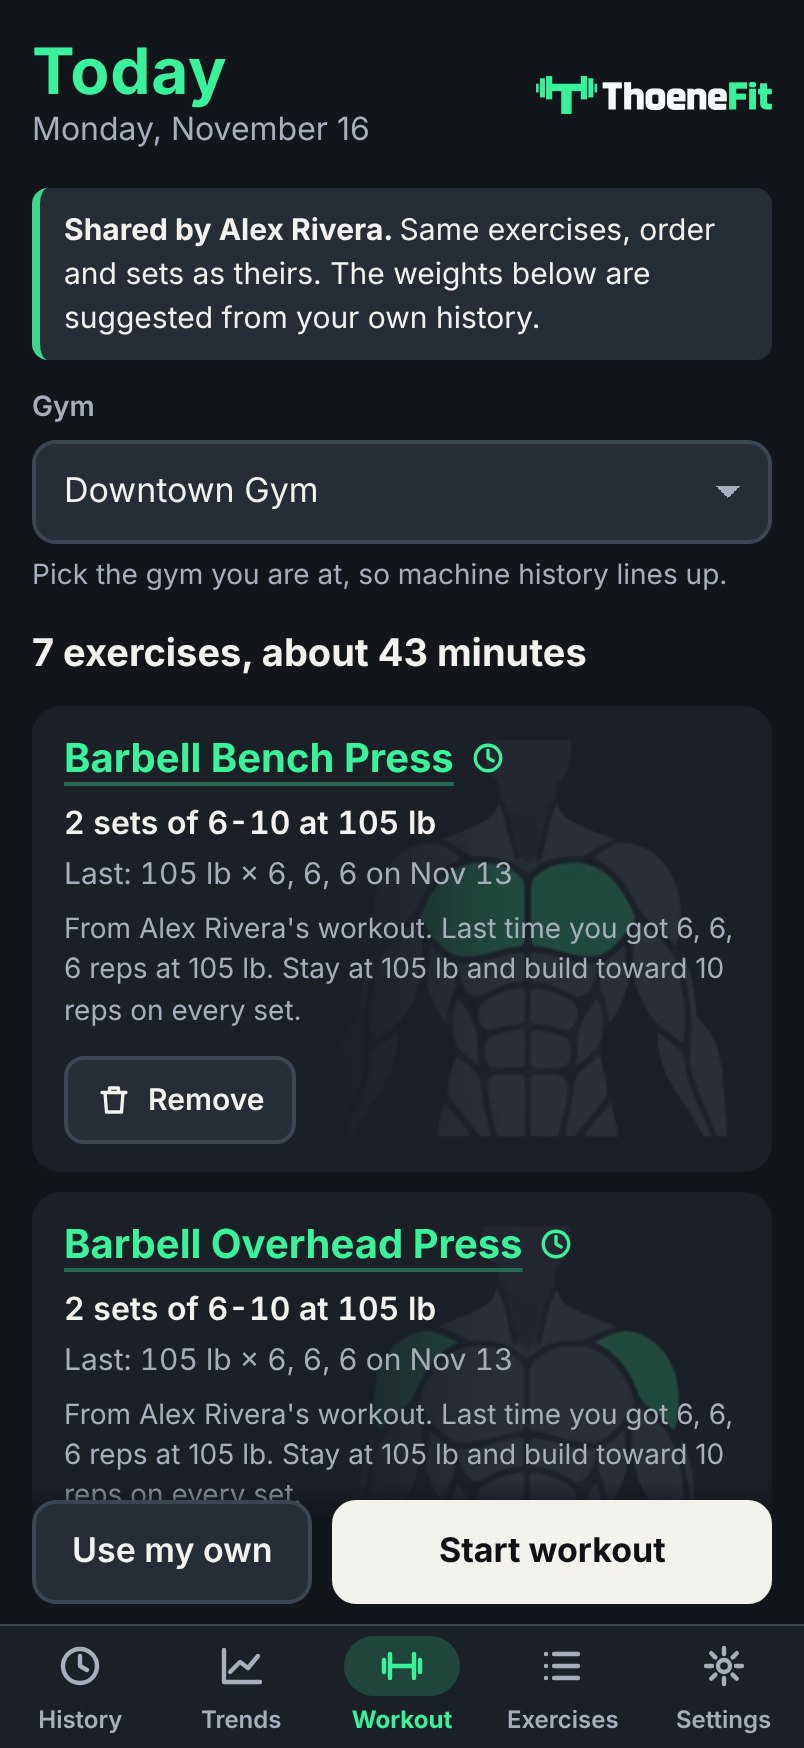 Today
ThoeneFit
Monday, November 16
Shared by Alex Rivera. Same exercises, order
and sets as theirs. The weights below are
suggested from your own history.
Gym
Downtown Gym
Pick the gym you are at, so machine history lines up.
7 exercises, about 43 minutes
Barbell Bench Press
2 sets of 6-10 at 105 lb
Last: 105 lb × 6, 6, 6 on Nov 13
From Alex Rivera's workout. Last time you got 6, 6,
6 reps at 105 lb. Stay at 105 lb and build toward 10
reps on every set.
Remove
Barbell Overhead Press
2 sets of 6-10 at 105 lb
Last: 105 lb × 6, 6, 6 on Nov 13
From Alex Rivera's workout. Last time you got 6, 6,
6 reps at 105 lb. Stay at 105 lb and build toward 10
reps on every set.
Use my own
Start workout
History
Trends
Workout
Exercises
Settings